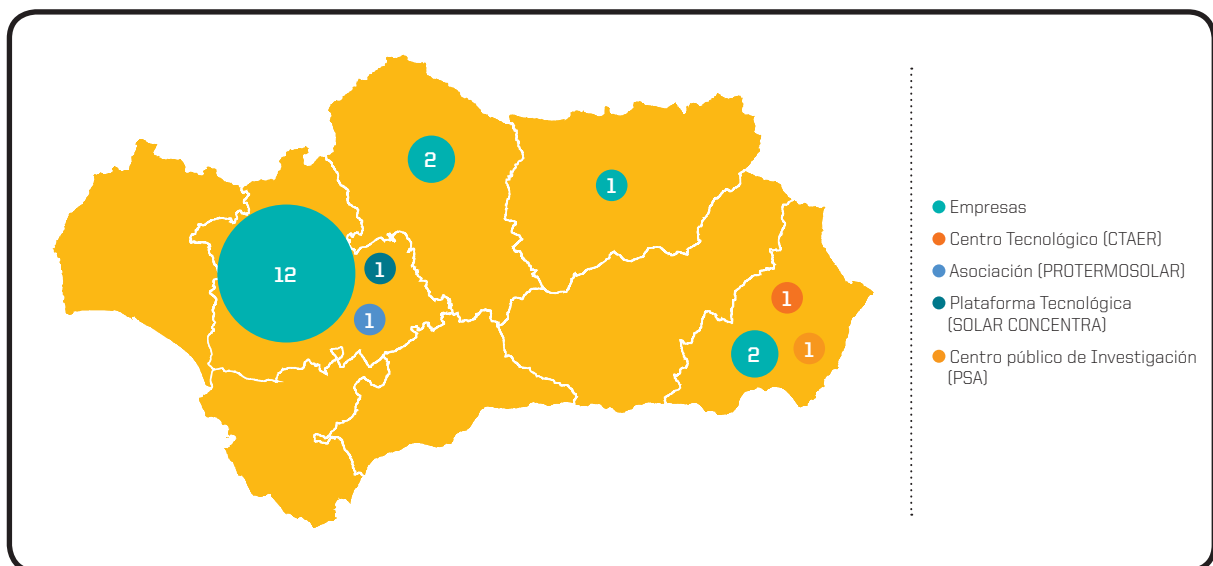 2
1
12
1
1
1
2
1
Empresas
Centro Tecnológico (CTAER)
Asociación (PROTERMOSOLAR)
Plataforma Tecnológica
(SOLAR CONCENTRA)
Centro público de Investigación
(PSA)